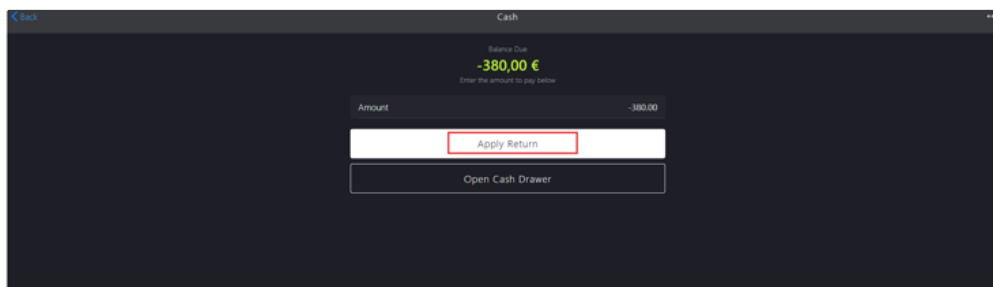 Back
Cash
Balance Due
-380,00 €
Enter the amount to pay below
Amount -380.00
Apply Return
Open Cash Drawer